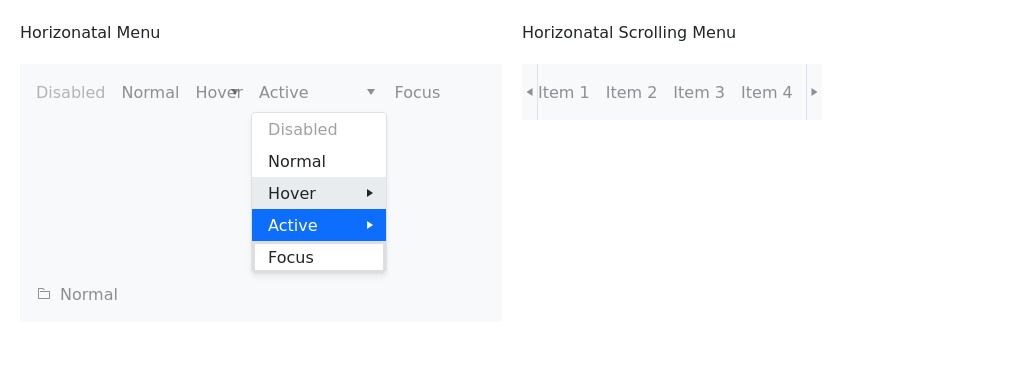 Horizonatal Menu
Disabled Normal Hover Active Focus
Disabled
Normal
Hover
Active
Focus
Normal
Horizonatal Scrolling Menu
Item 1 Item 2 Item 3 Item 4